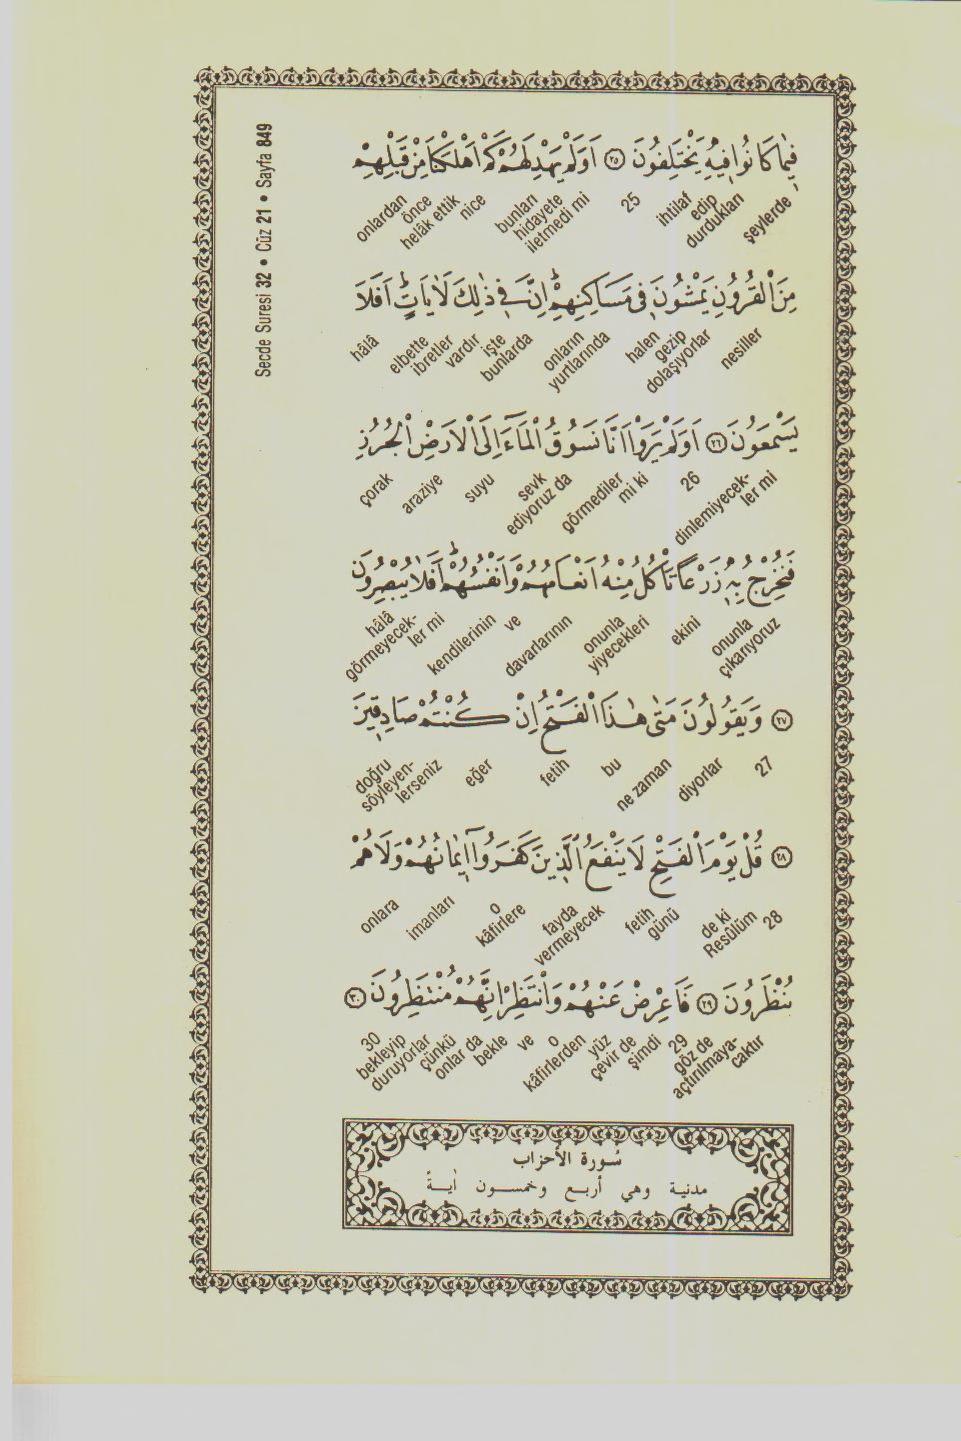 Secde Suresi 32 • Cüz 21 • Sayfa 849
فِيمَا كَانُوا فِيهِ يَخْتَلِفُونَ ﴿٢٥﴾ اَوَلَمْ يَهْدِ لَهُمْ كَمْ اَهْلَكْنَا مِنْ قَبْلِهِمْ
şeylerde ihtilaf edip durdukları 25 bunları hidayete iletmedi mi nice helâk ettik önce onlardan
مِنَ الْقُرُونِ يَمْشُونَ فِى مَسَاكِنِهِمْ اِنَّ فِى ذٰلِكَ لَاٰيَاتٍ اَفَلَا
nesiller halen gezip dolaşıyorlar onların yurtlarında işte bunlarda vardır elbette ibretler hâlâ
يَسْمَعُونَ ﴿٢٦﴾ اَوَلَمْ يَرَوْا اَنَّا نَسُوقُ الْمَٓاءَ اِلَى الْاَرْضِ الْجُرُزِ
dinlemiyecekler mi 26 görmediler mi ki sevk ediyoruz da suyu araziye çorak
فَنُخْرِجُ بِهِ زَرْعًا تَأْكُلُ مِنْهُ اَنْعَامُهُمْ وَاَنْفُسُهُمْ اَفَلَا يُبْصِرُونَ
onunla çıkarıyoruz ekini onunla yiyecekleri davarlarının ve kendilerinin hâlâ görmeyecekler mi
﴿٢٧﴾ وَيَقُولُونَ مَتٰى هٰذَا الْفَتْحُ اِنْ كُنْتُمْ صَادِقِينَ
27 diyorlar ne zaman bu fetih eğer doğru söyleyenlerseniz
﴿٢٨﴾ قُلْ يَوْمَ الْفَتْحِ لَا يَنْفَعُ الَّذِينَ كَفَرُٓوا اِيمَانُهُمْ وَلَا هُمْ
28 de ki Resûlüm fetih günü fayda vermeyecek o kâfirlere imanları onlara
يُنْظَرُونَ ﴿٢٩﴾ فَاَعْرِضْ عَنْهُمْ وَانْتَظِرْ اِنَّهُمْ مُنْتَظِرُونَ ﴿٣٠﴾
göz de açtırılmayacaktır 29 şimdi yüz çevir de o kâfirlerden ve bekle onlar da çünkü bekleyip duruyorlar 30
سُورة الأحزاب
مدنية وهي أربع وخمسون اٰية